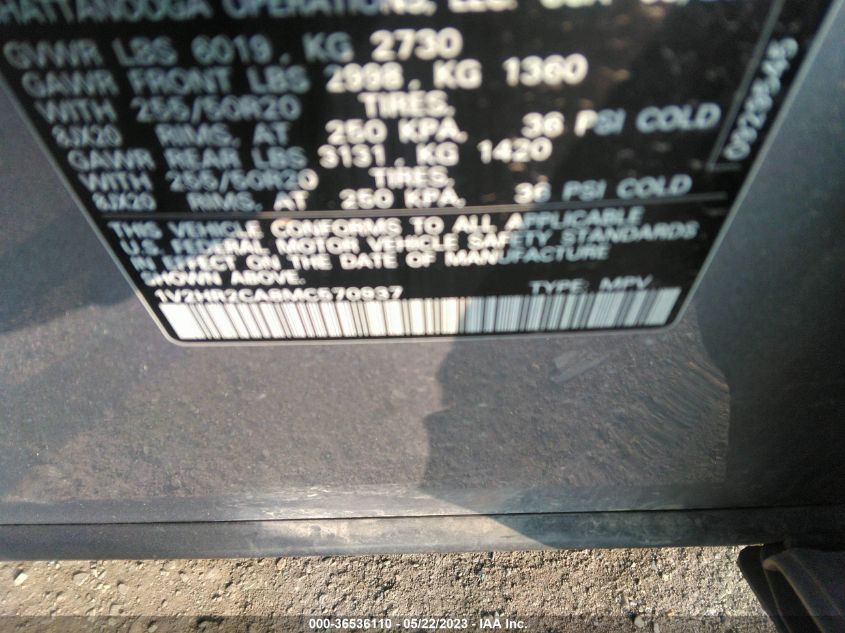 CHATTANOOGA OPERATIONS, LLC.
GVWR LBS 6019, KG 2730
GAWR FRONT LBS 2998, KG 1360
WITH 255/50R20 TIRES,
8JX20 RIMS, AT 250 KPA, 36 PSI COLD
GAWR REAR LBS 3131, KG 1420
WITH 255/50R20 TIRES,
8JX20 RIMS, AT 250 KPA, 36 PSI COLD
THIS VEHICLE CONFORMS TO ALL APPLICABLE
U.S. FEDERAL MOTOR VEHICLE SAFETY STANDARDS
IN EFFECT ON THE DATE OF MANUFACTURE
SHOWN ABOVE.
1V2HR2CA8MC570937 TYPE: MPV
000-36536110 - 05/22/2023 - IAA Inc.